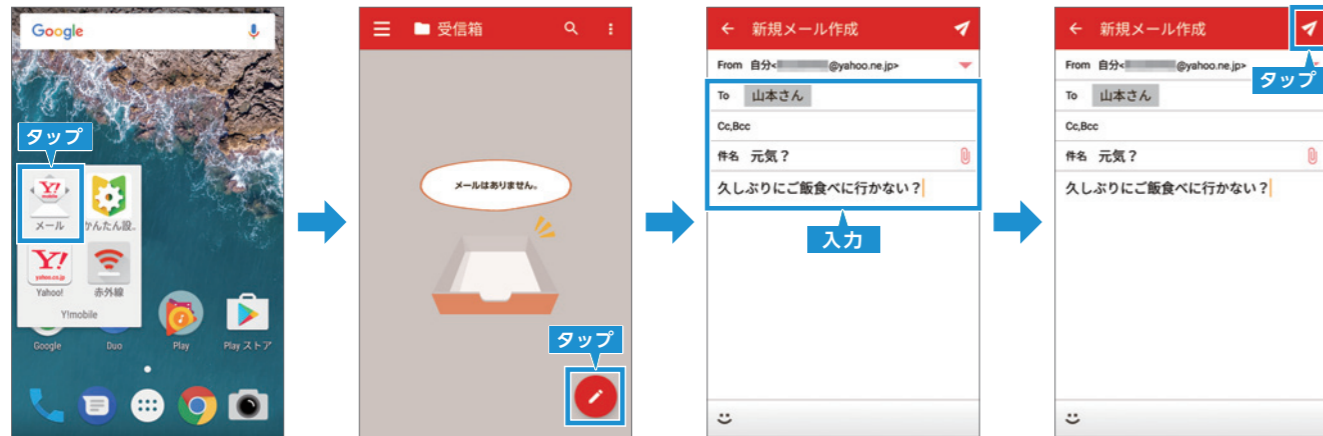 Google
タップ
Y!
mobile
メール
かんたん設..
Y!
yahoo.co.jp
Yahoo!
赤外線
Y!mobile
Google
Duo
Play
Play ストア
受信箱
メールはありません。
タップ
新規メール作成
From 自分< @yahoo.ne.jp>
To 山本さん
Cc,Bcc
件名 元気？
久しぶりにご飯食べに行かない？
入力
新規メール作成
タップ
From 自分< @yahoo.ne.jp>
To 山本さん
Cc,Bcc
件名 元気？
久しぶりにご飯食べに行かない？